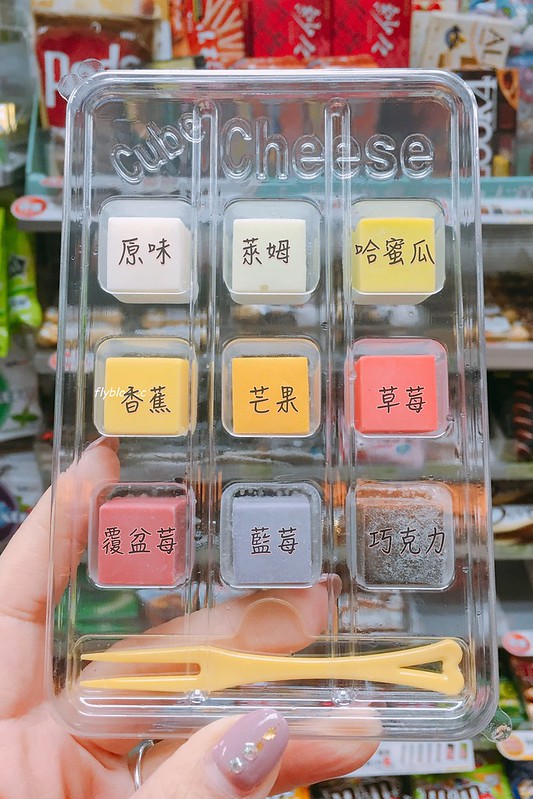 Cube Cheese
原味
萊姆
哈蜜瓜
香蕉
芒果
草莓
覆盆莓
藍莓
巧克力